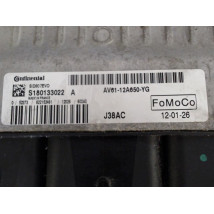 Continental
S180133022 A
AV61-12A650-YG
FoMoCo
J38AC
12-01-26